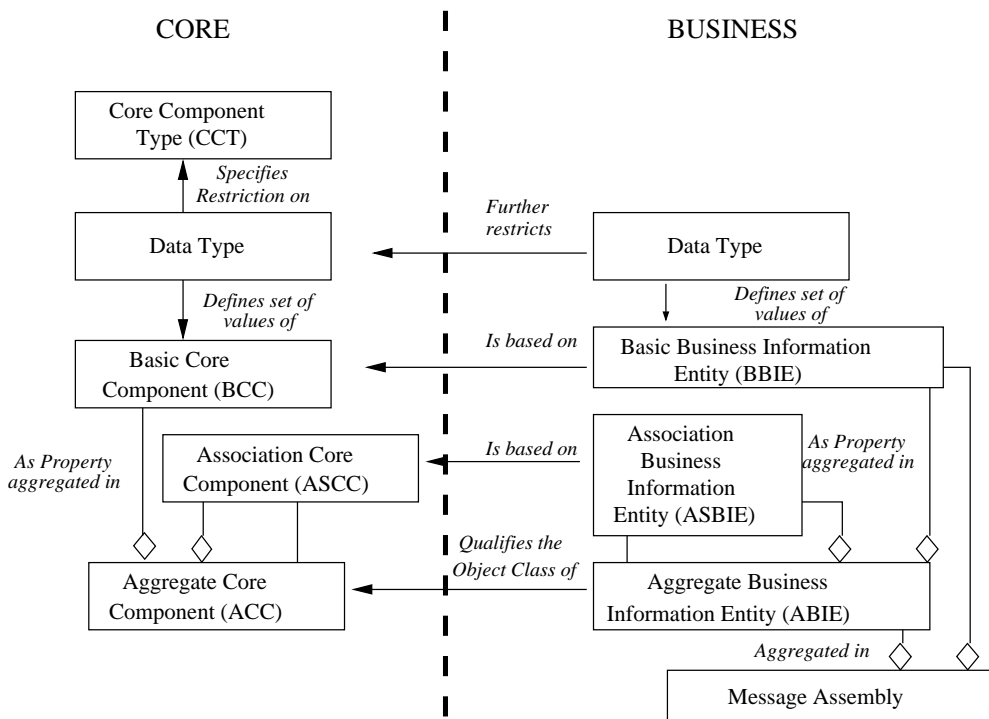 CORE
BUSINESS
Core Component
Type (CCT)
Specifies
Restriction on
Data Type
Further
restricts
Data Type
Defines set of
values of
Defines set of
values of
Basic Core
Component (BCC)
Is based on
Basic Business Information
Entity (BBIE)
As Property
aggregated in
Association Core
Component (ASCC)
Is based on
Association
Business
Information
Entity (ASBIE)
As Property
aggregated in
Aggregate Core
Component (ACC)
Qualifies the
Object Class of
Aggregate Business
Information Entity (ABIE)
Aggregated in
Message Assembly